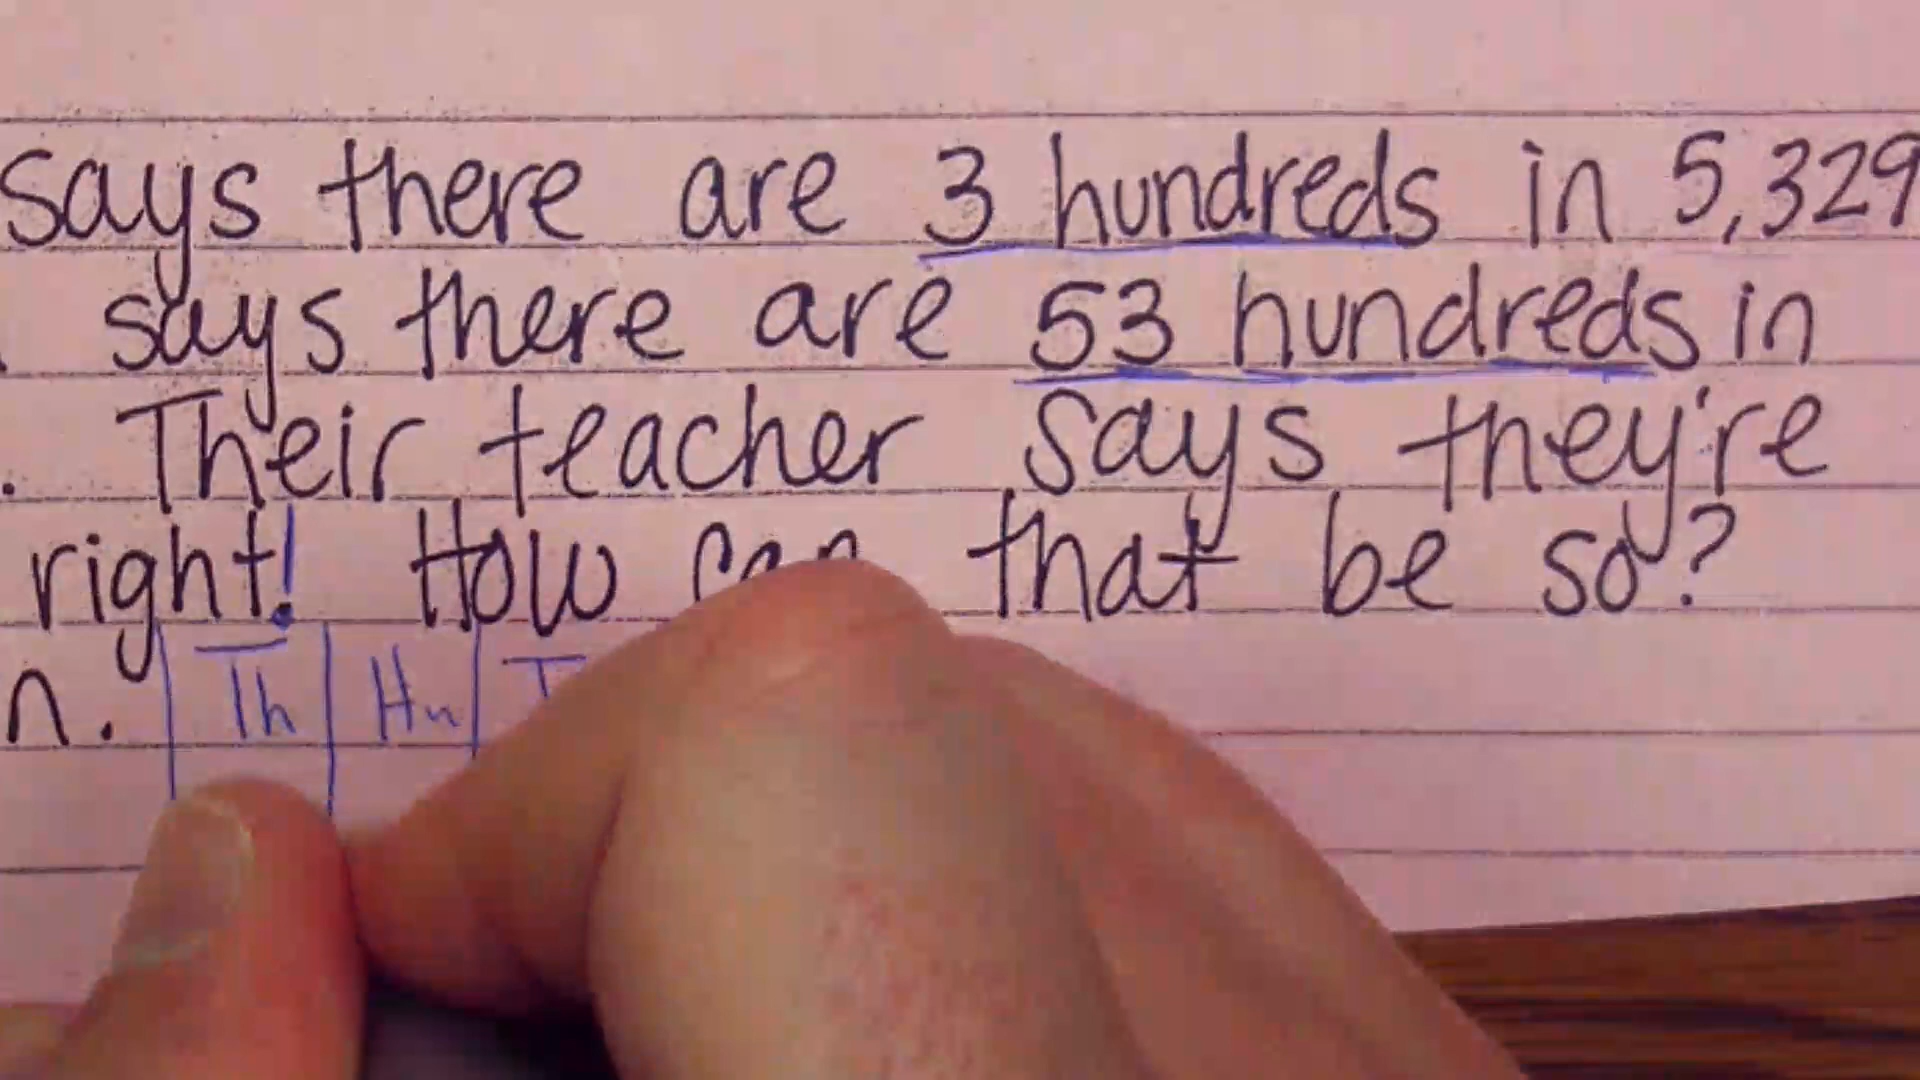 says there are 3 hundreds in 5,329
. says there are 53 hundreds in
. Their teacher says they're
right! How that be so?
n. Th Hu